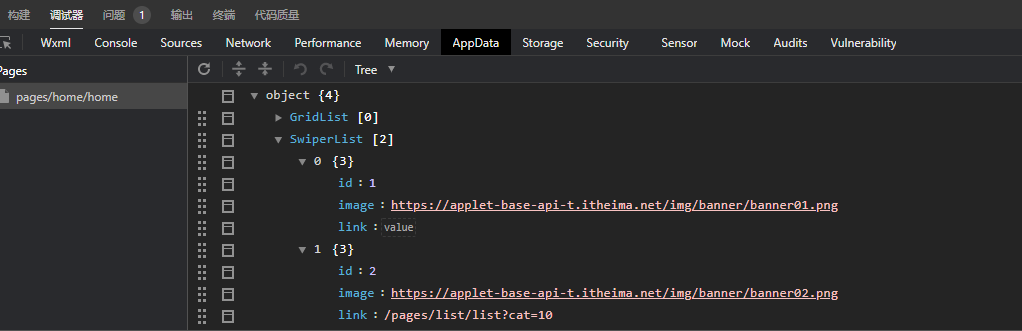 构建 调试器 问题 1 输出 终端 代码质量
Wxml Console Sources Network Performance Memory AppData Storage Security Sensor Mock Audits Vulnerability
Pages
Tree
pages/home/home
object {4}
GridList [0]
SwiperList [2]
0 {3}
id : 1
image : https://applet-base-api-t.itheima.net/img/banner/banner01.png
link : value
1 {3}
id : 2
image : https://applet-base-api-t.itheima.net/img/banner/banner02.png
link : /pages/list/list?cat=10